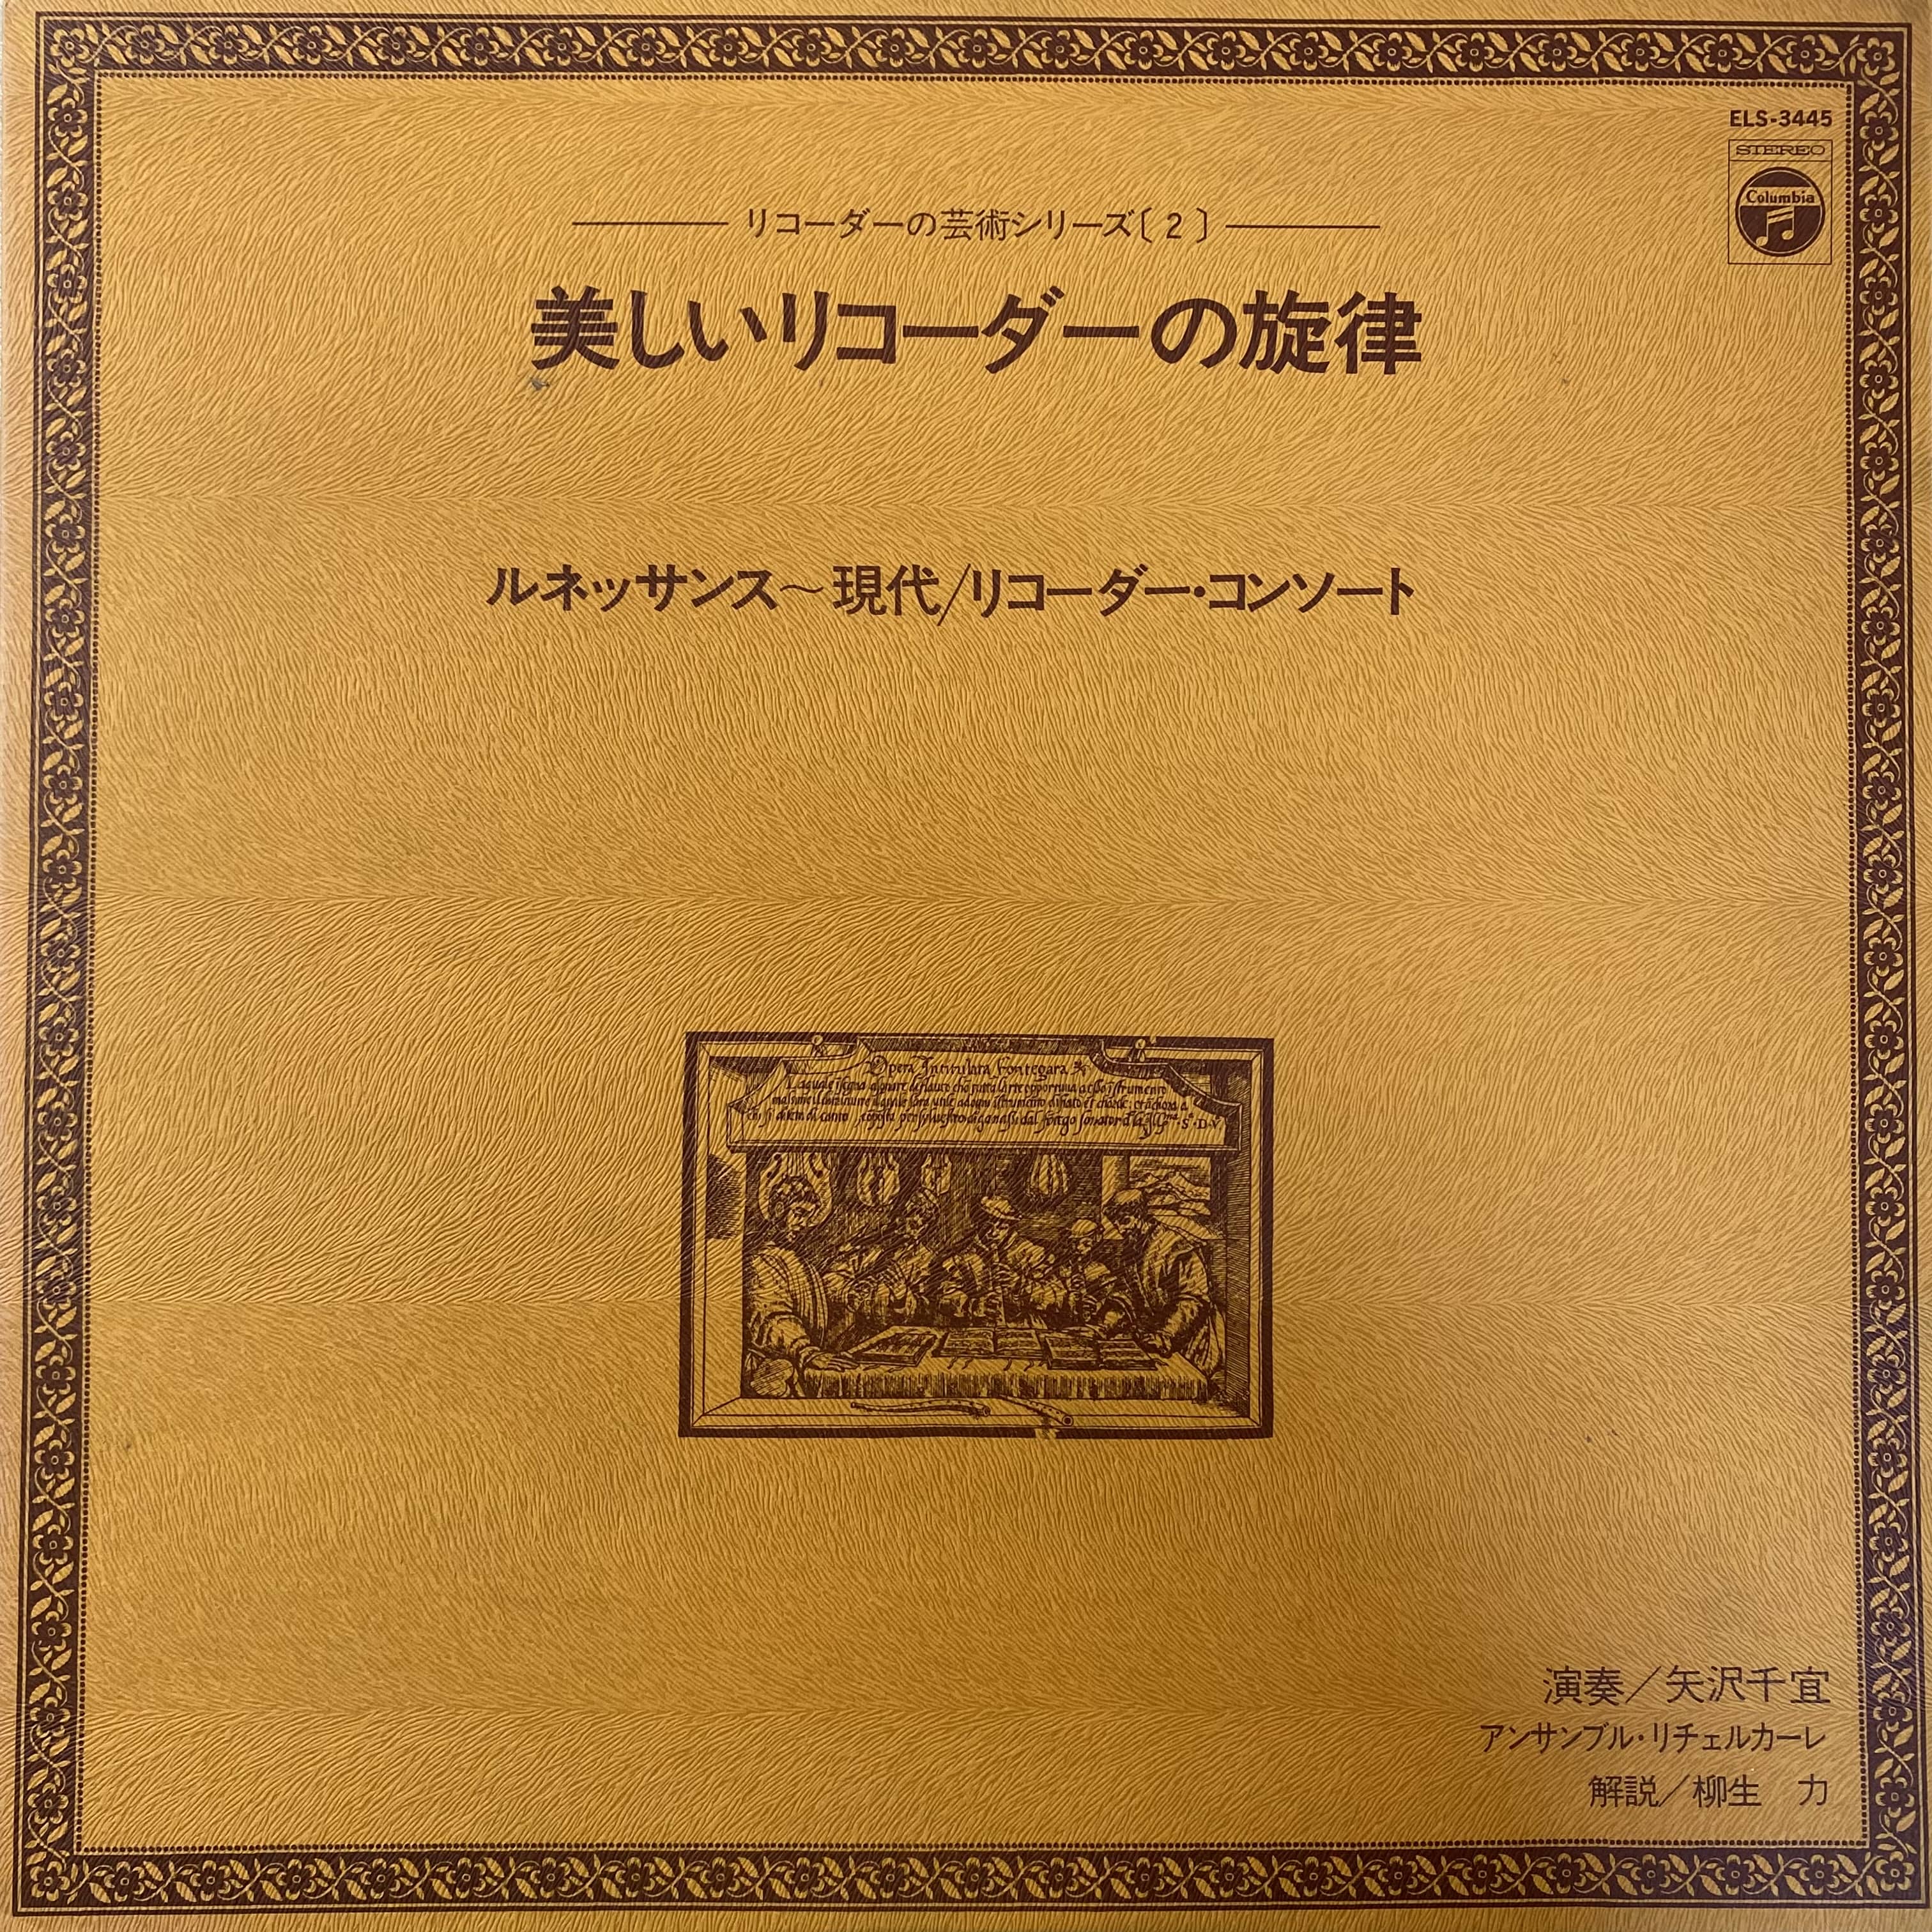 ELS-3445
STEREO
Columbia
リコーダーの芸術シリーズ〔2〕
美しいリコーダーの旋律
ルネッサンス～現代/リコーダー・コンソート
Opera Intitulata Fontegara
演奏／矢沢千宜
アンサンブル・リチェルカーレ
解説／柳生　力